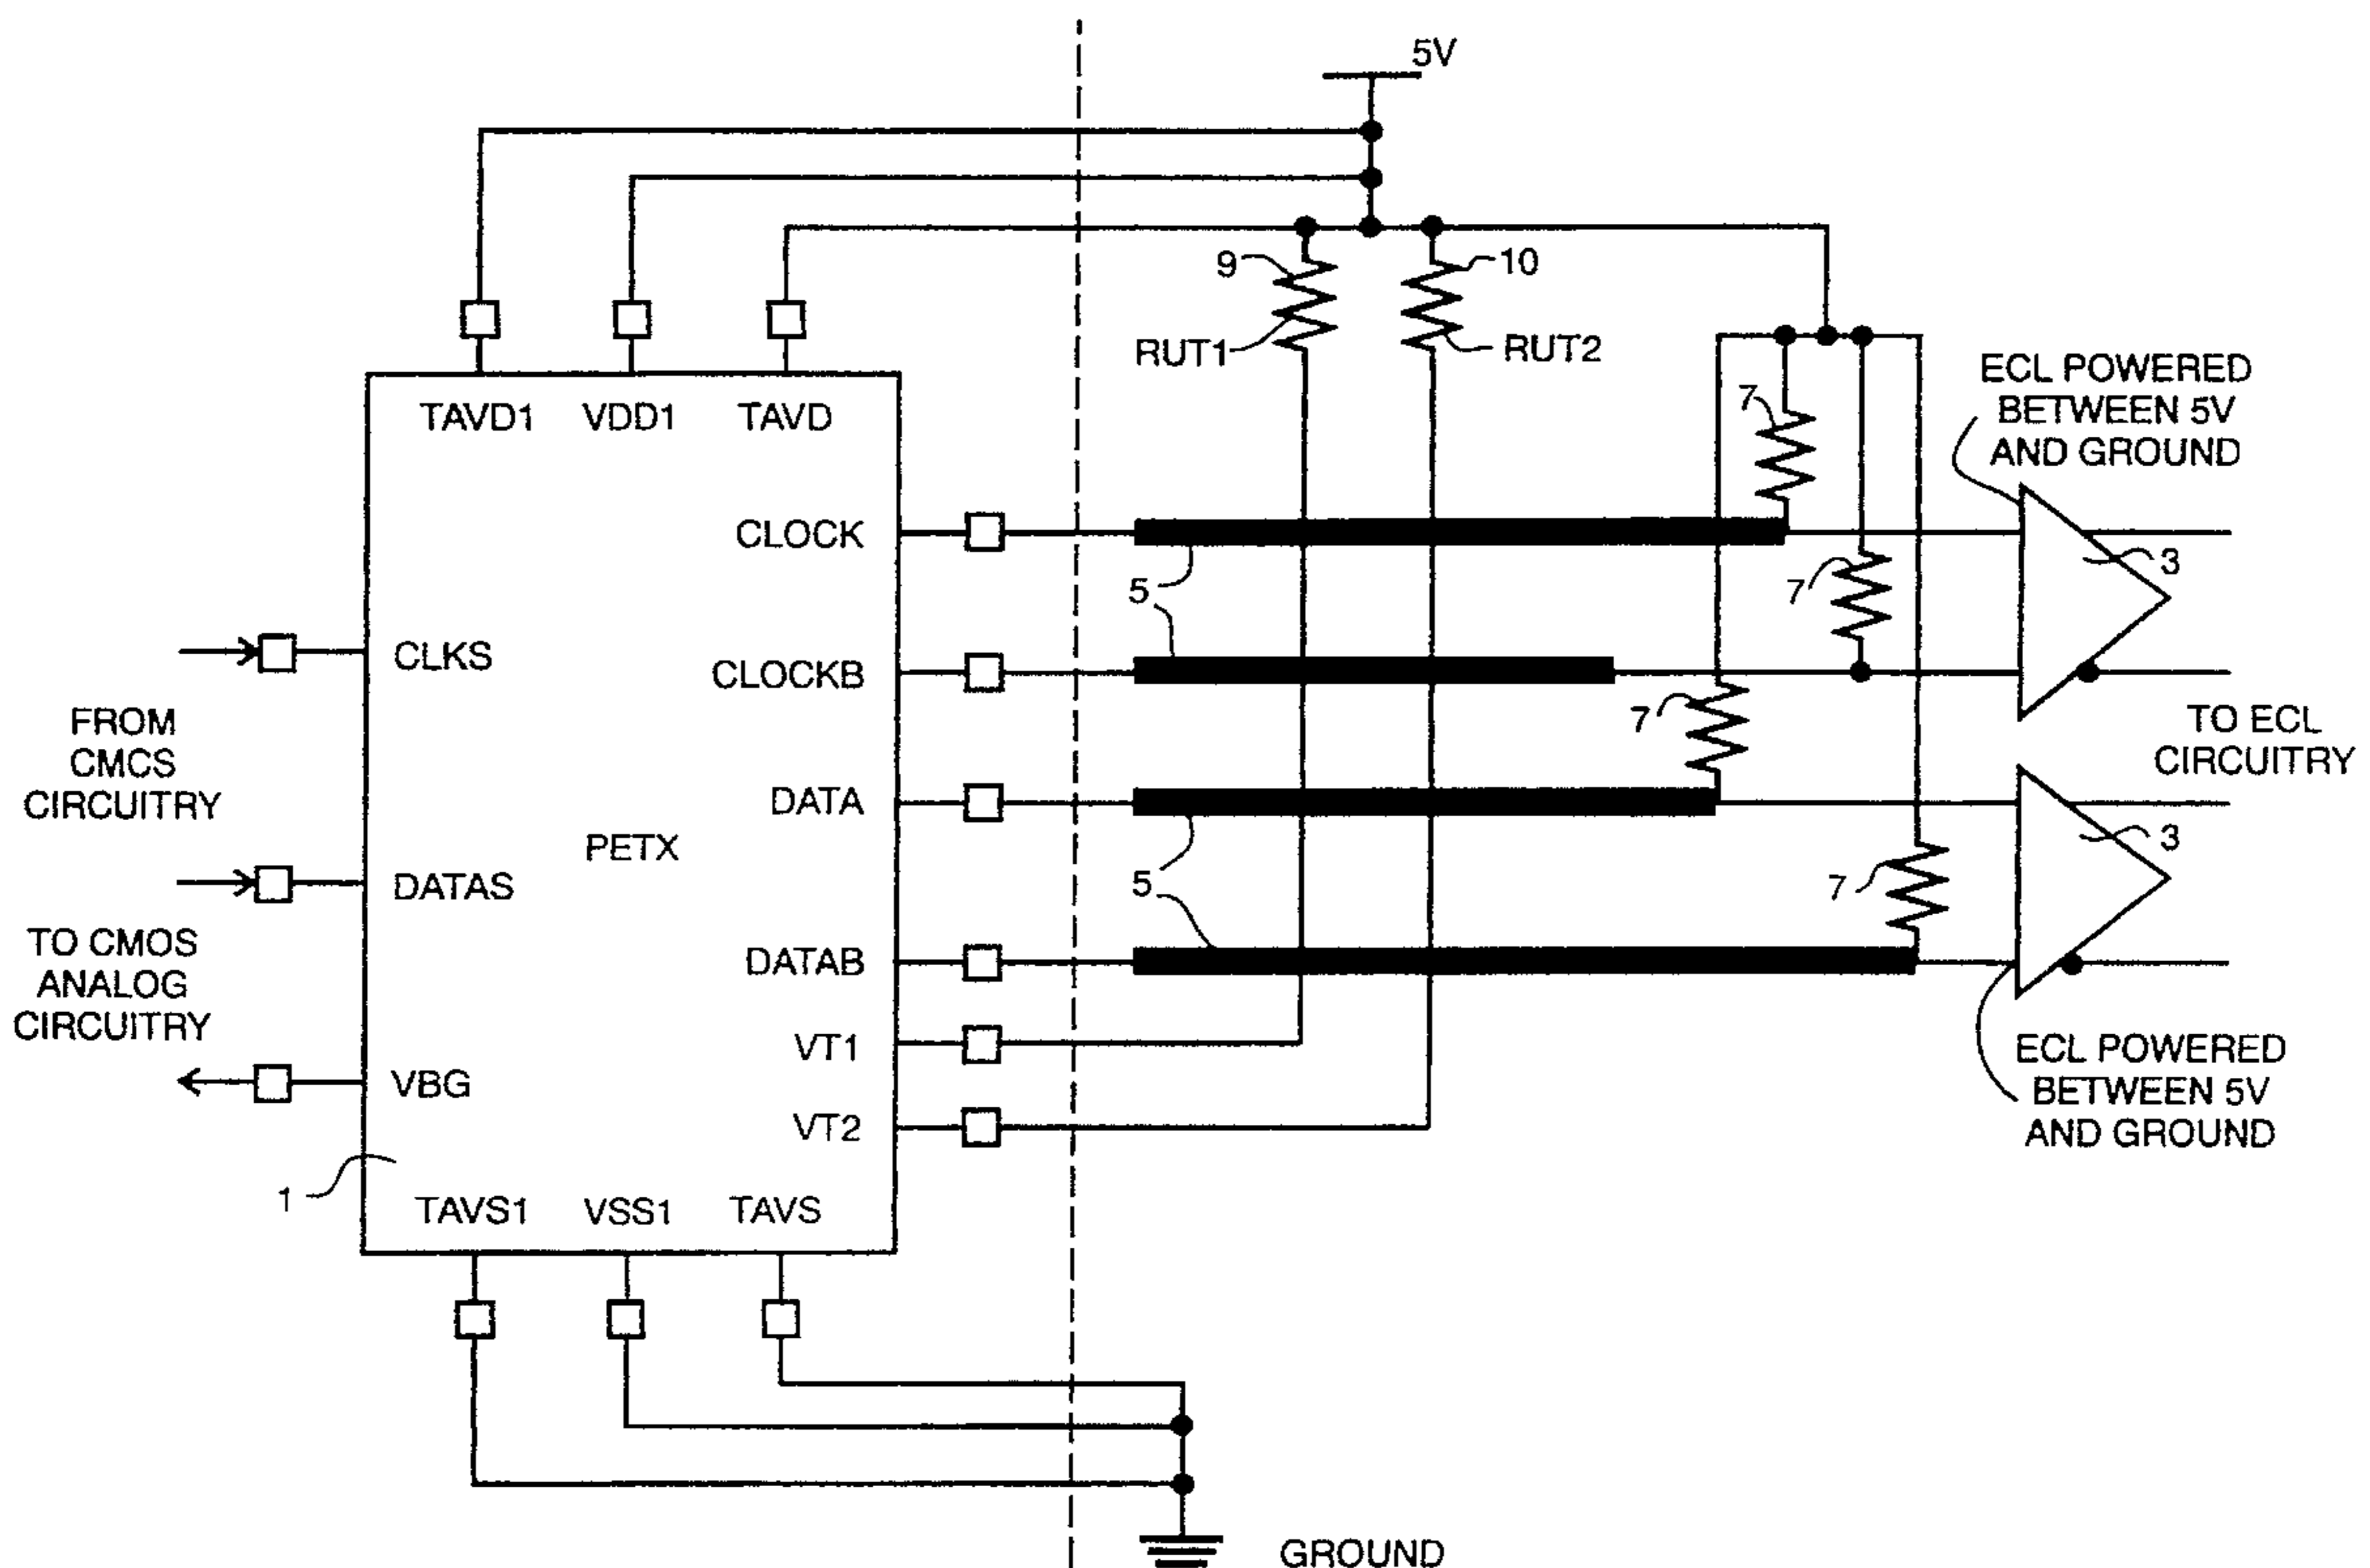 5V
9
10
RUT1
RUT2
ECL POWERED
BETWEEN 5V
AND GROUND
TAVD1
VDD1
TAVD
7
CLOCK
3
5
7
CLKS
CLOCKB
FROM
CMCS
CIRCUITRY
7
TO ECL
CIRCUITRY
DATA
PETX
3
DATAS
5
7
TO CMOS
ANALOG
CIRCUITRY
DATAB
VT1
ECL POWERED
BETWEEN 5V
AND GROUND
VBG
VT2
1
TAVS1
VSS1
TAVS
GROUND